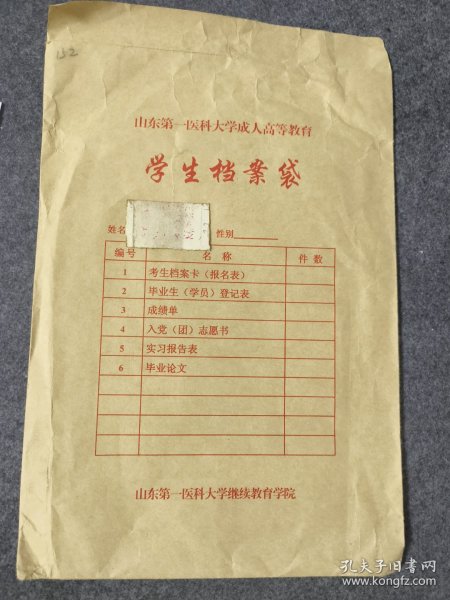 152
山东第一医科大学成人高等教育
学生档案袋
姓名 性别
编号 名称 件数
1 考生档案卡（报名表）
2 毕业生（学员）登记表
3 成绩单
4 入党（团）志愿书
5 实习报告表
6 毕业论文
山东第一医科大学继续教育学院
孔夫子旧书网
www.kongfz.com